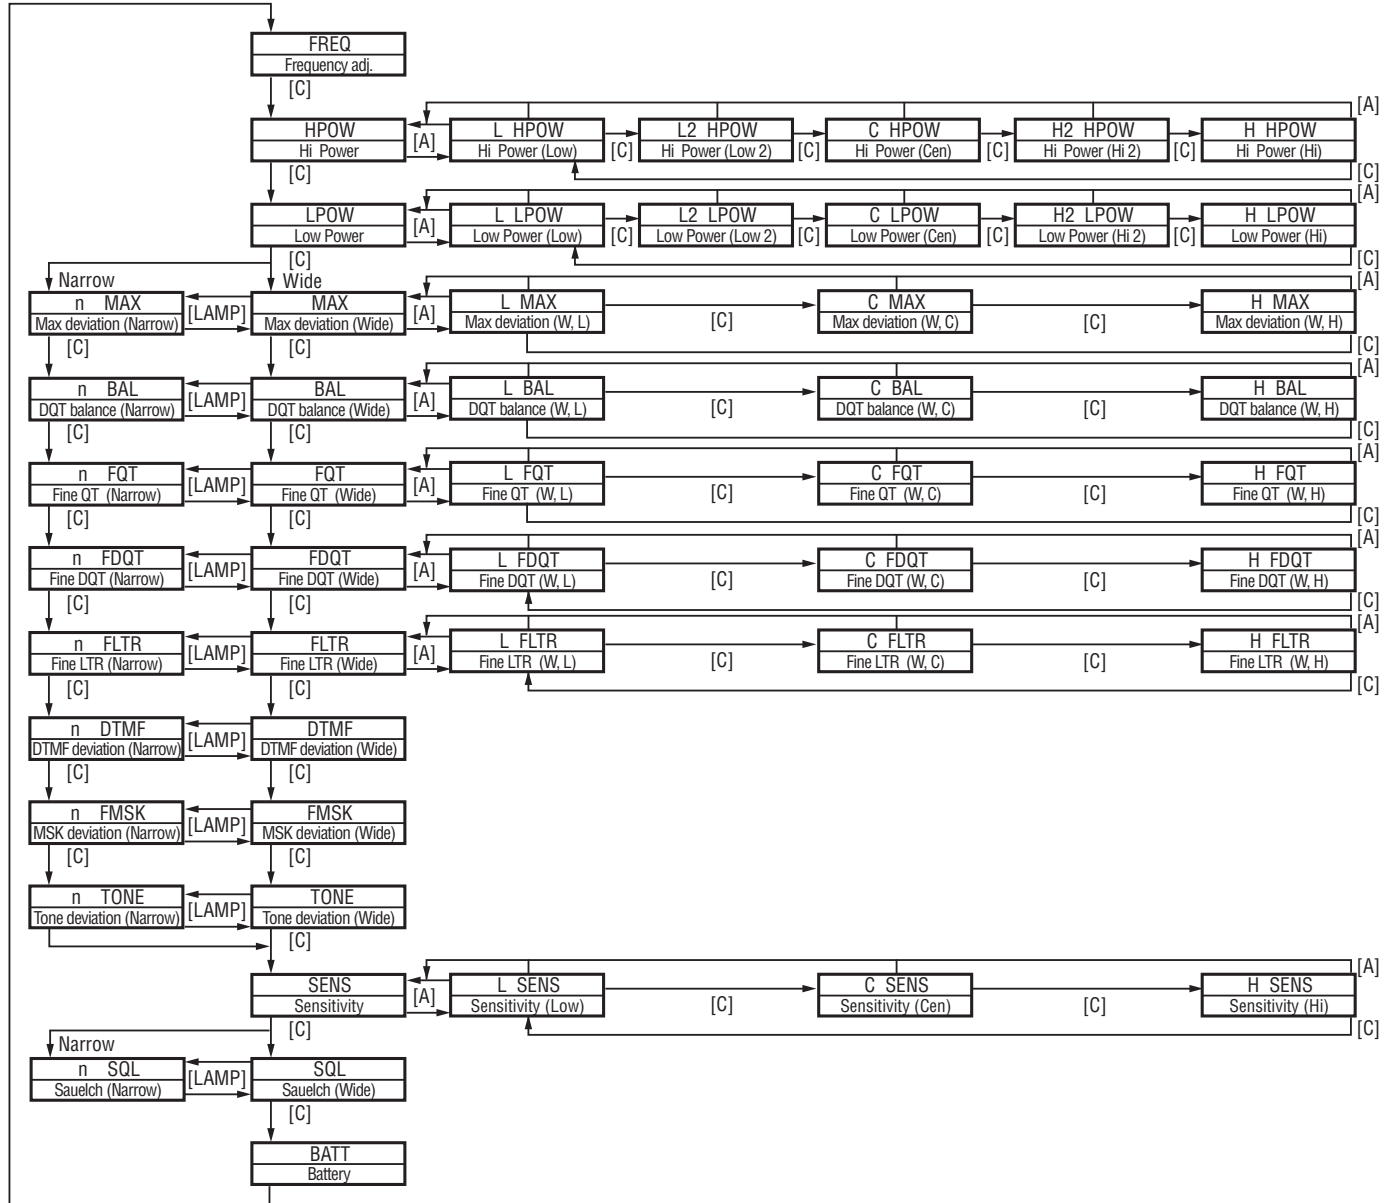 FREQ
Frequency adj.
[C]
[A]
HPOW
L HPOW
L2 HPOW
C HPOW
H2 HPOW
H HPOW
[A]
Hi Power
Hi Power (Low)
[C]
Hi Power (Low 2)
[C]
Hi Power (Cen)
[C]
Hi Power (Hi 2)
[C]
Hi Power (Hi)
[C]
[C]
[A]
LPOW
L LPOW
L2 LPOW
C LPOW
H2 LPOW
H LPOW
[A]
Low Power
Low Power (Low)
[C]
Low Power (Low 2)
[C]
Low Power (Cen)
[C]
Low Power (Hi 2)
[C]
Low Power (Hi)
[C]
[C]
Narrow
Wide
[A]
n MAX
[LAMP]
MAX
[A]
L MAX
C MAX
H MAX
Max deviation (Narrow)
Max deviation (Wide)
Max deviation (W, L)
[C]
Max deviation (W, C)
[C]
Max deviation (W, H)
[C]
[C]
[C]
[A]
n BAL
[LAMP]
BAL
[A]
L BAL
C BAL
H BAL
DQT balance (Narrow)
DQT balance (Wide)
DQT balance (W, L)
[C]
DQT balance (W, C)
[C]
DQT balance (W, H)
[C]
[C]
[C]
[A]
n FQT
[LAMP]
FQT
[A]
L FQT
C FQT
H FQT
Fine QT (Narrow)
Fine QT (Wide)
Fine QT (W, L)
[C]
Fine QT (W, C)
[C]
Fine QT (W, H)
[C]
[C]
[C]
[A]
n FDQT
[LAMP]
FDQT
[A]
L FDQT
C FDQT
H FDQT
Fine DQT (Narrow)
Fine DQT (Wide)
Fine DQT (W, L)
[C]
Fine DQT (W, C)
[C]
Fine DQT (W, H)
[C]
[C]
[C]
[A]
n FLTR
[LAMP]
FLTR
[A]
L FLTR
C FLTR
H FLTR
Fine LTR (Narrow)
Fine LTR (Wide)
Fine LTR (W, L)
[C]
Fine LTR (W, C)
[C]
Fine LTR (W, H)
[C]
[C]
[C]
n DTMF
[LAMP]
DTMF
DTMF deviation (Narrow)
DTMF deviation (Wide)
[C]
[C]
n FMSK
[LAMP]
FMSK
MSK deviation (Narrow)
MSK deviation (Wide)
[C]
[C]
n TONE
[LAMP]
TONE
Tone deviation (Narrow)
Tone deviation (Wide)
[C]
[A]
SENS
[A]
L SENS
C SENS
H SENS
Sensitivity
Sensitivity (Low)
[C]
Sensitivity (Cen)
[C]
Sensitivity (Hi)
[C]
[C]
Narrow
n SQL
[LAMP]
SQL
Sauelch (Narrow)
Sauelch (Wide)
[C]
BATT
Battery